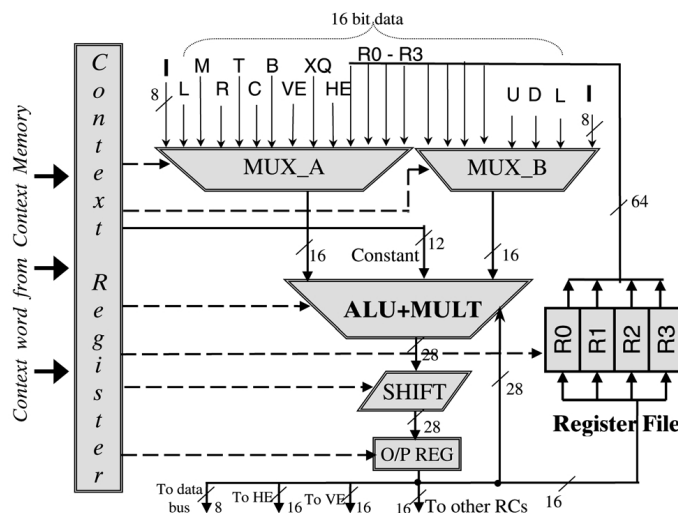 16 bit data
I M T B XQ R0 - R3
8 L R C VE HE U D L I
8
MUX_A MUX_B
64
16 Constant 12 16
ALU+MULT
28
28
SHIFT
28
O/P REG
R0 R1 R2 R3
Register File
To data bus 8
To HE 16
To VE 16
16 To other RCs
16
Context Register
Context word from Context Memory